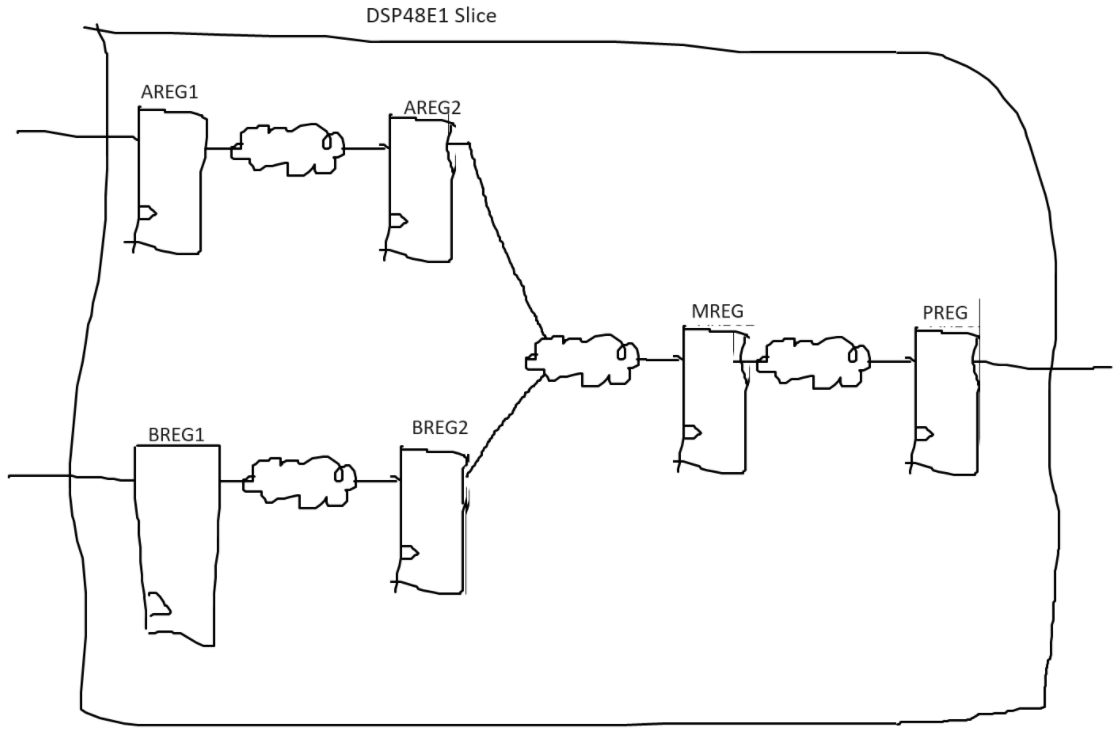 DSP48E1 Slice
AREG1
AREG2
MREG
PREG
BREG1
BREG2